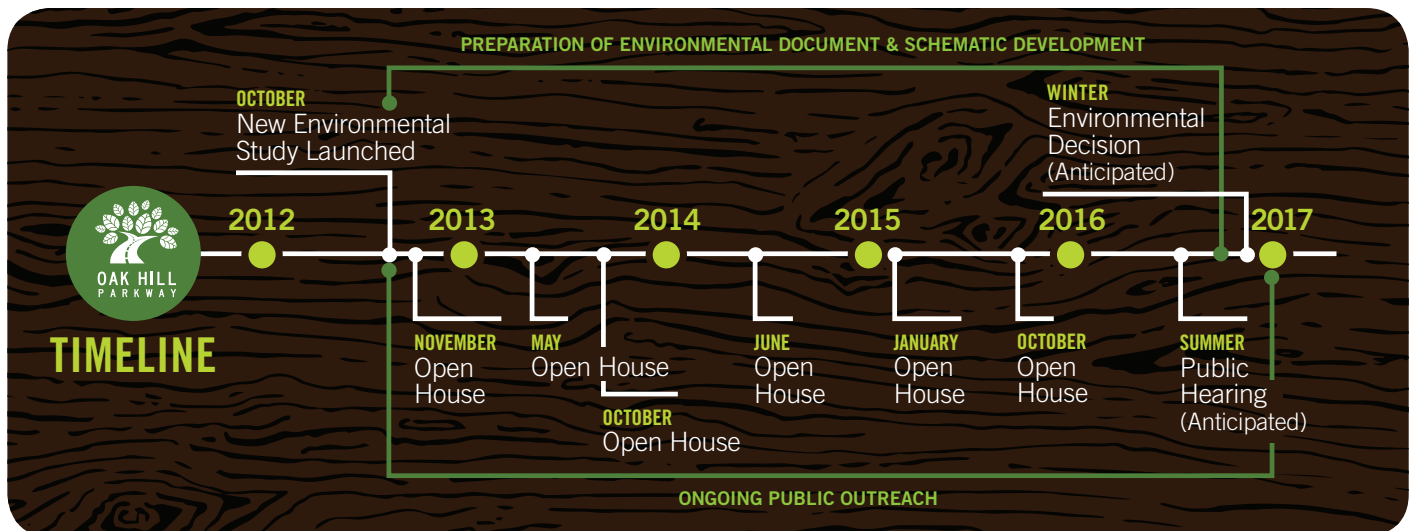 PREPARATION OF ENVIRONMENTAL DOCUMENT & SCHEMATIC DEVELOPMENT
OCTOBER
New Environmental
Study Launched
WINTER
Environmental
Decision
(Anticipated)
OAK HILL
PARKWAY
TIMELINE
2012
2013
2014
2015
2016
2017
NOVEMBER
Open
House
MAY
Open House
OCTOBER
Open House
JUNE
Open
House
JANUARY
Open
House
OCTOBER
Open
House
SUMMER
Public
Hearing
(Anticipated)
ONGOING PUBLIC OUTREACH